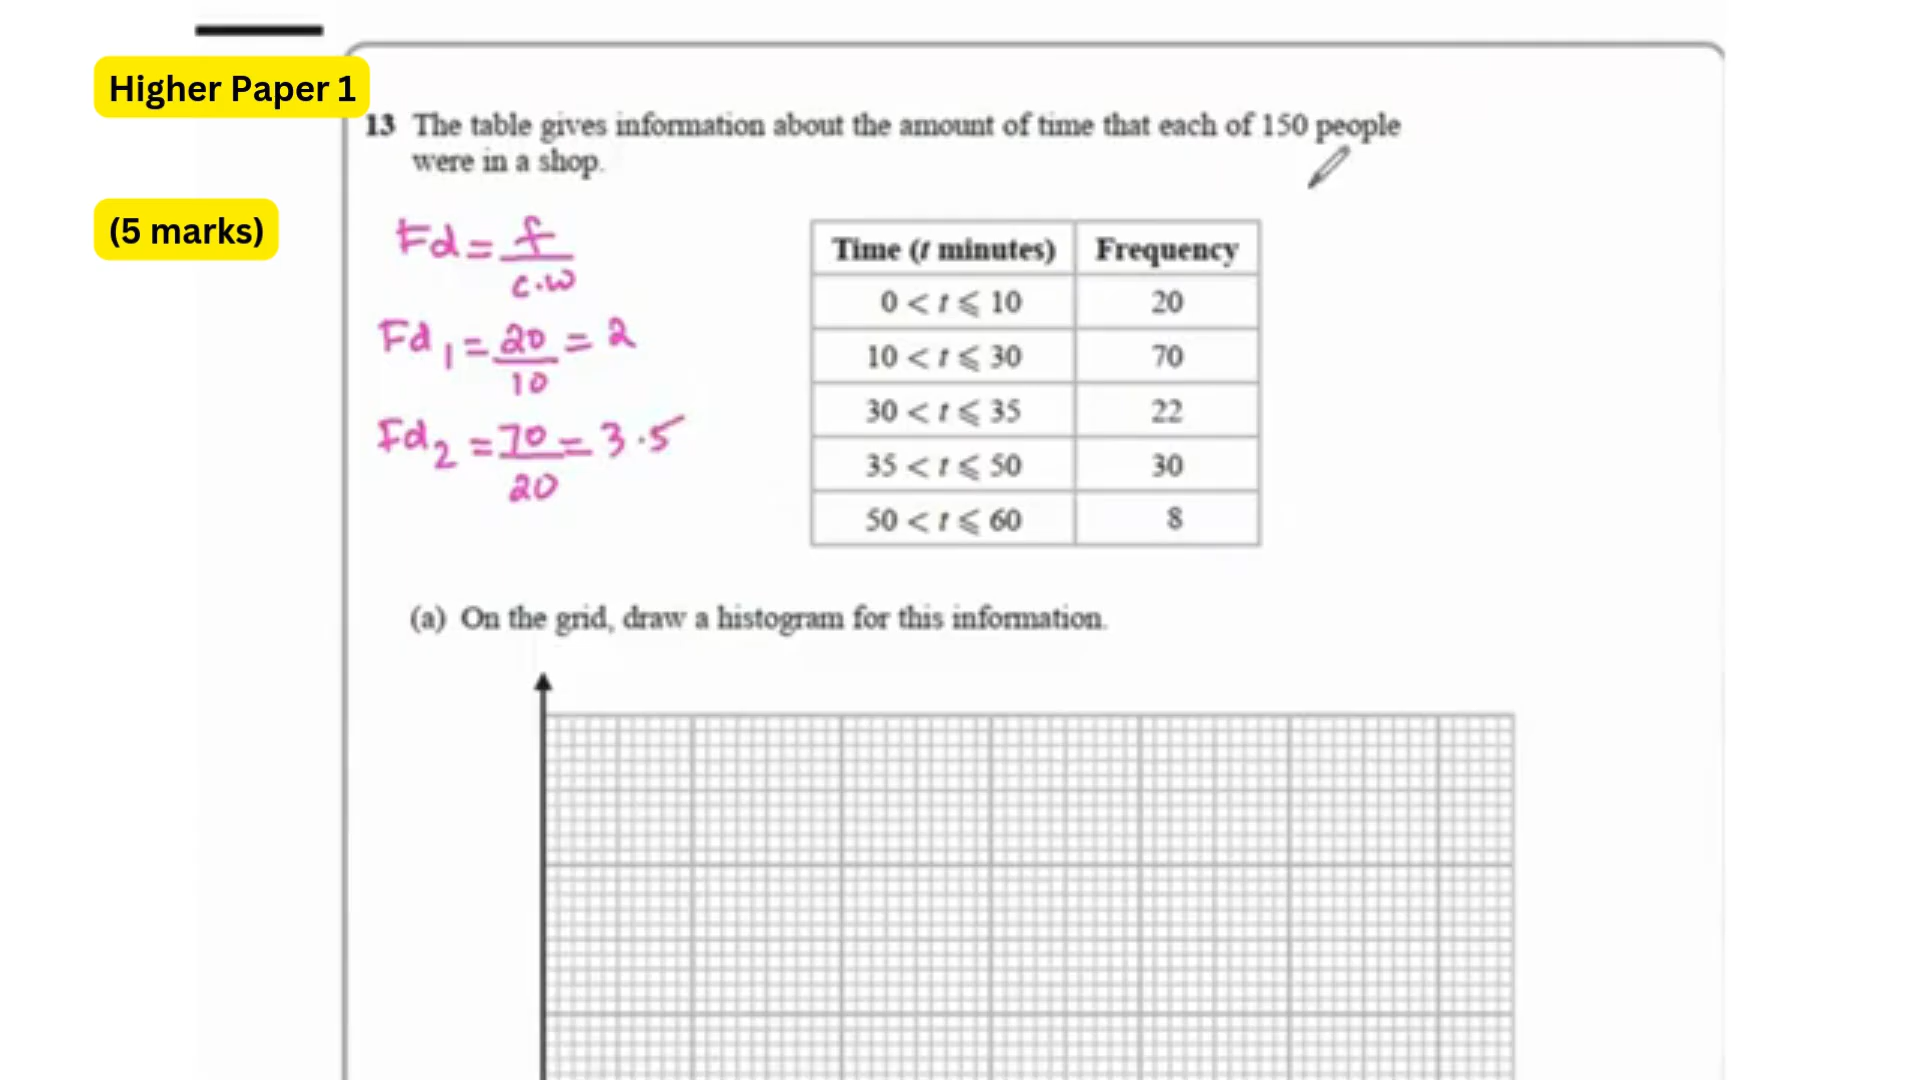 Higher Paper 1
13 The table gives information about the amount of time that each of 150 people
were in a shop.
(5 marks)
Fd = f / c.w
Fd1 = 20 / 10 = 2
Fd2 = 70 / 20 = 3.5
Time (t minutes) Frequency
0 < t ⩽ 10 20
10 < t ⩽ 30 70
30 < t ⩽ 35 22
35 < t ⩽ 50 30
50 < t ⩽ 60 8
(a) On the grid, draw a histogram for this information.